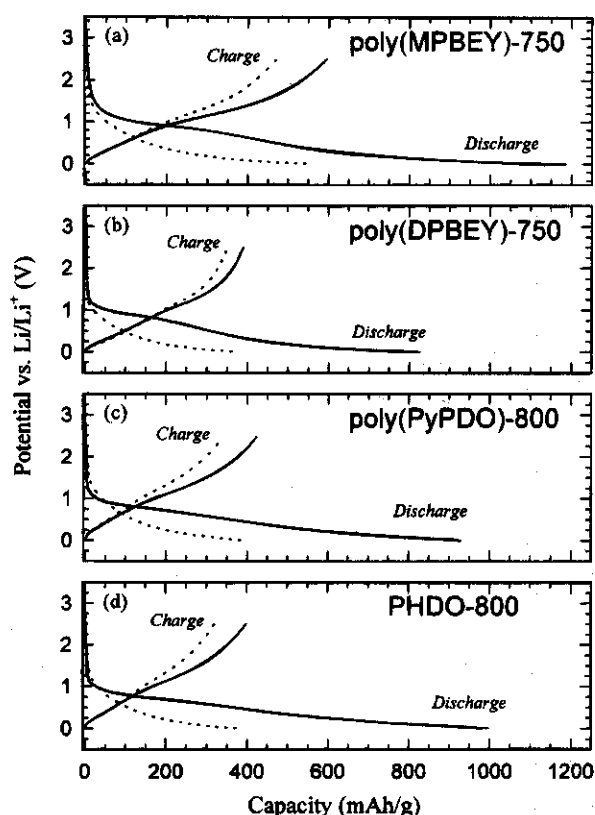 (a)
poly(MPBEY)-750
Charge
Discharge
3
2
1
0
(b)
poly(DPBEY)-750
Charge
Discharge
3
2
1
0
(c)
poly(PyPDO)-800
Charge
Discharge
3
2
1
0
(d)
PHDO-800
Charge
Discharge
3
2
1
0
0 200 400 600 800 1000 1200
Potential vs. Li/Li⁺ (V)
Capacity (mAh/g)